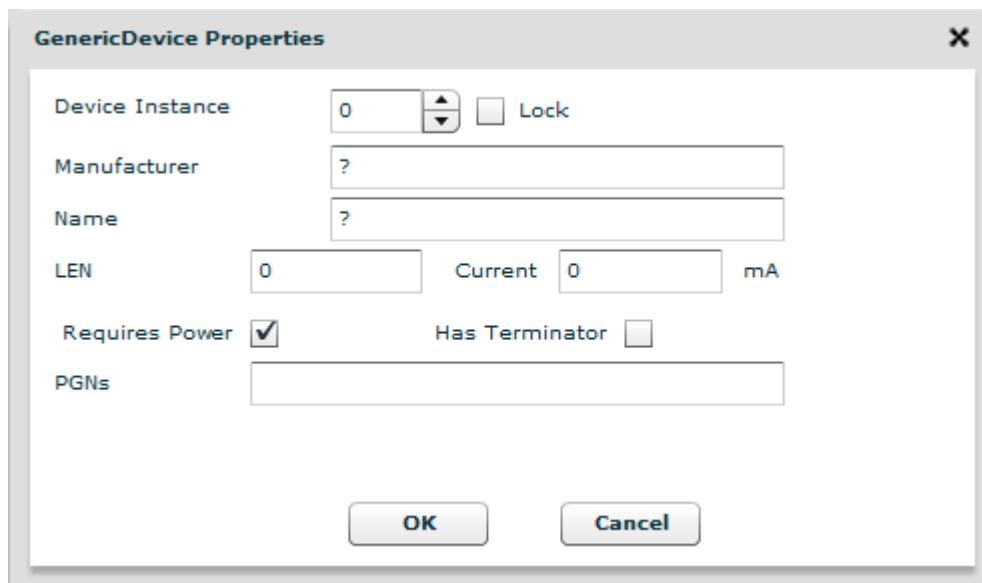 GenericDevice Properties
Device Instance 0 Lock
Manufacturer ?
Name ?
LEN 0 Current 0 mA
Requires Power Has Terminator
PGNs
OK Cancel